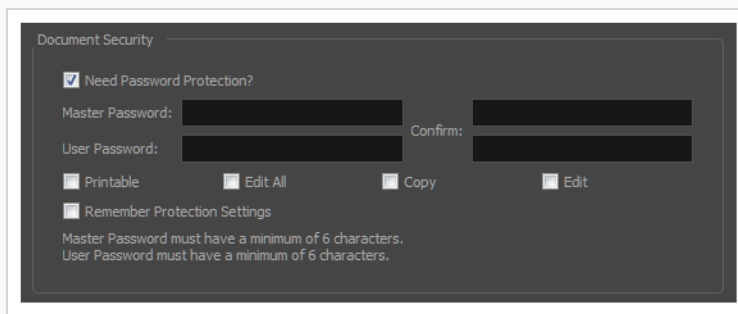 Document Security
Need Password Protection?
Master Password:
Confirm:
User Password:
Printable Edit All Copy Edit
Remember Protection Settings
Master Password must have a minimum of 6 characters.
User Password must have a minimum of 6 characters.